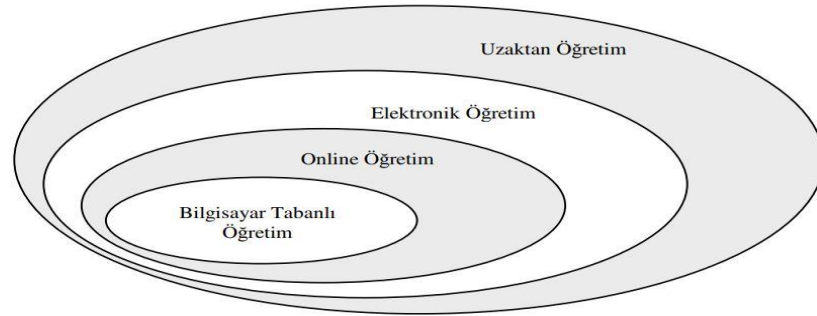 Uzaktan Öğretim
Elektronik Öğretim
Online Öğretim
Bilgisayar Tabanlı
Öğretim